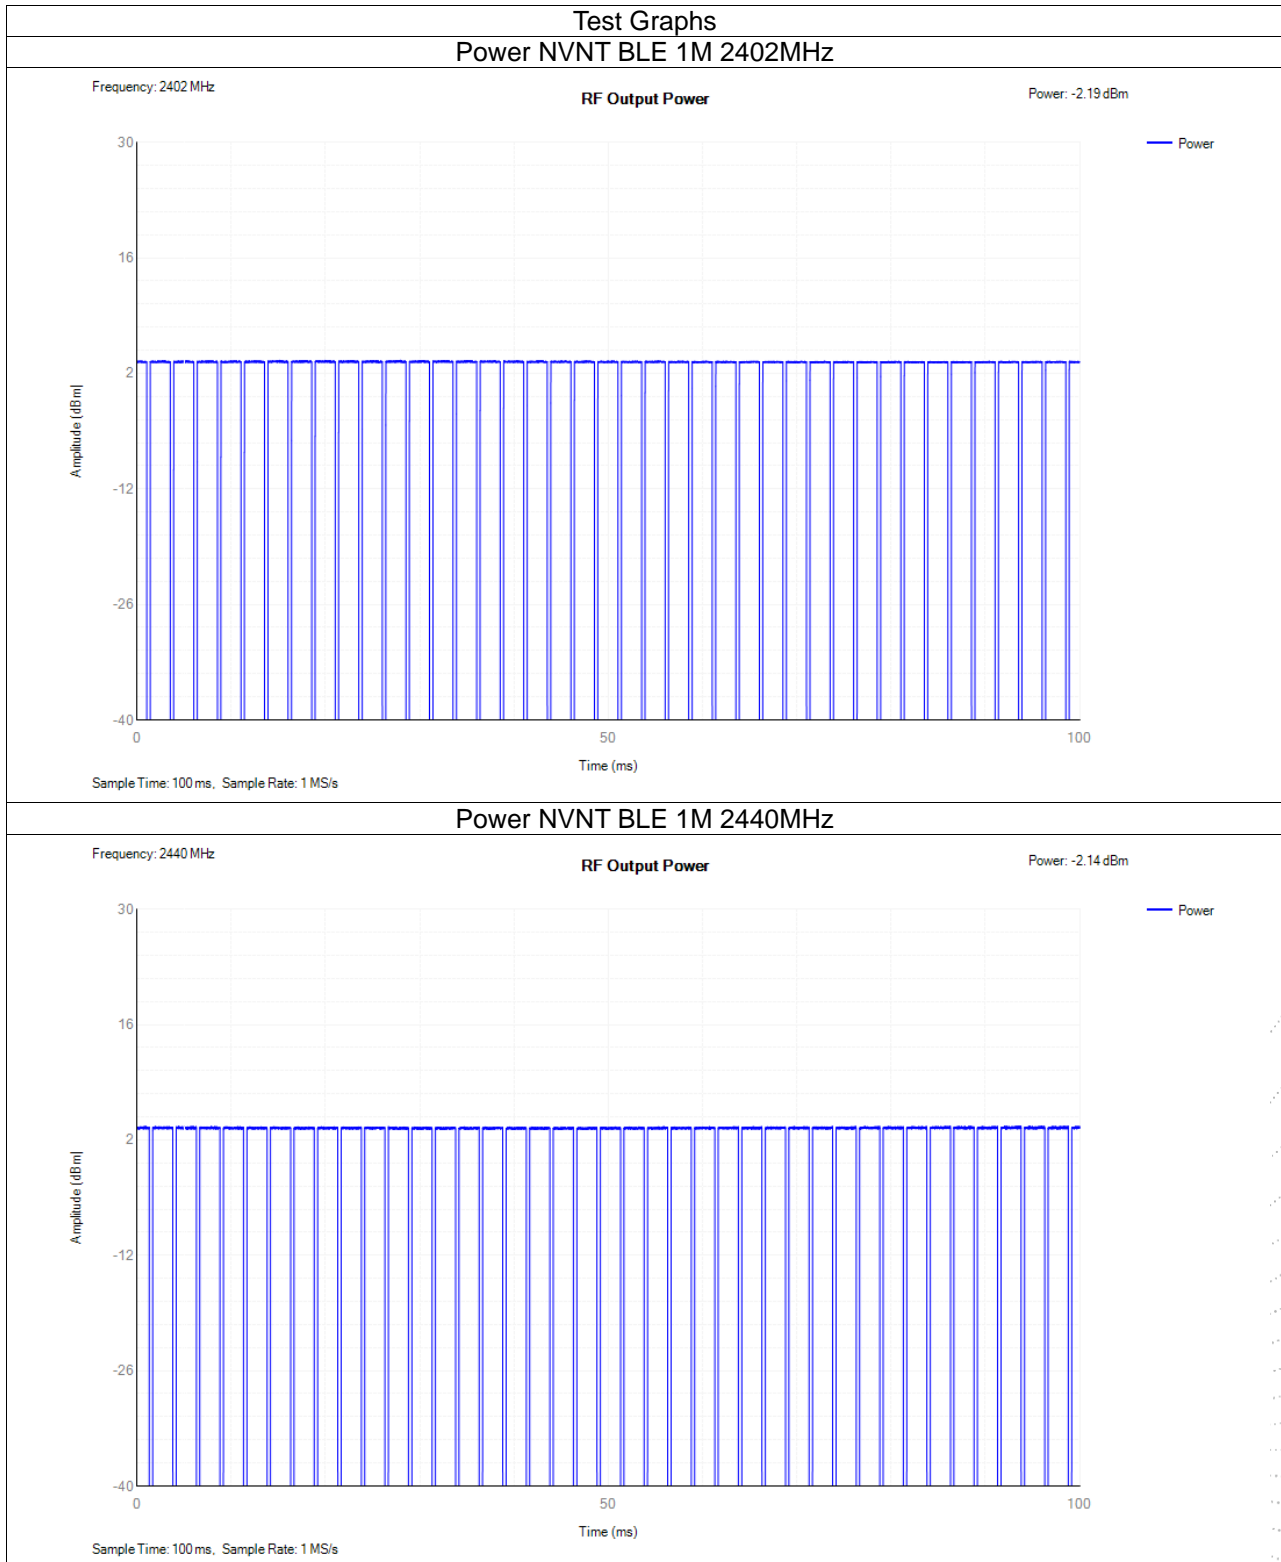 Test Graphs
Power NVNT BLE 1M 2402MHz
Frequency: 2402 MHz
RF Output Power
Power: -2.19 dBm
Power
30
16
2
-12
-26
-40
Amplitude (dBm)
0
50
100
Time (ms)
Sample Time: 100 ms, Sample Rate: 1 MS/s
Power NVNT BLE 1M 2440MHz
Frequency: 2440 MHz
RF Output Power
Power: -2.14 dBm
Power
30
16
2
-12
-26
-40
Amplitude (dBm)
0
50
100
Time (ms)
Sample Time: 100 ms, Sample Rate: 1 MS/s